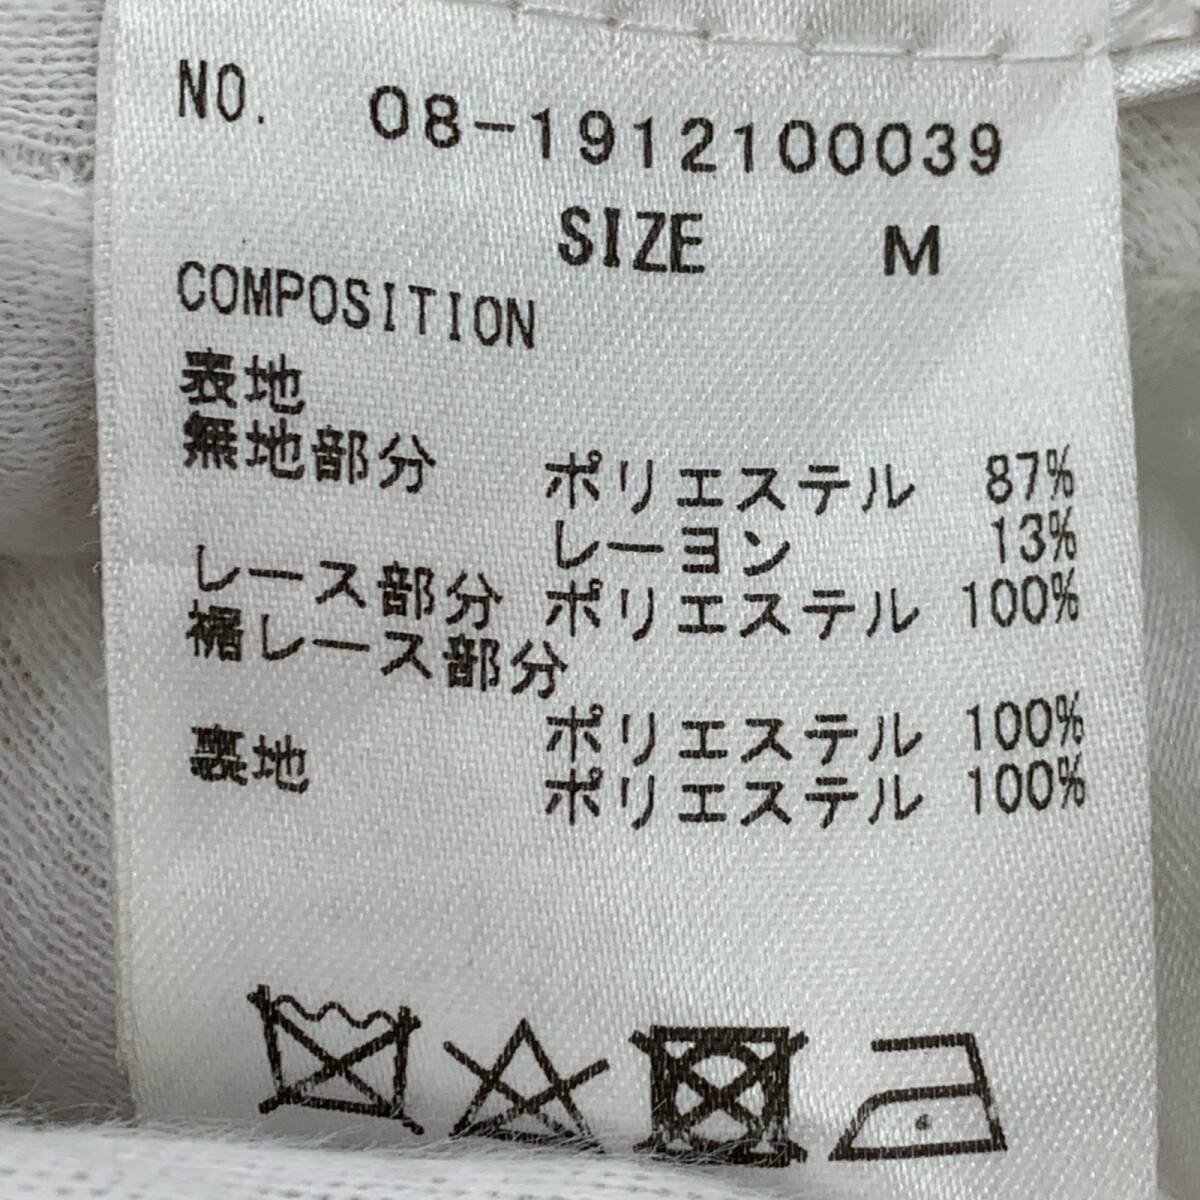 NO. 08-1912100039
SIZE M
COMPOSITION
表地
無地部分 ポリエステル 87%
レーヨン 13%
レース部分 ポリエステル 100%
裾レース部分
ポリエステル 100%
裏地 ポリエステル 100%